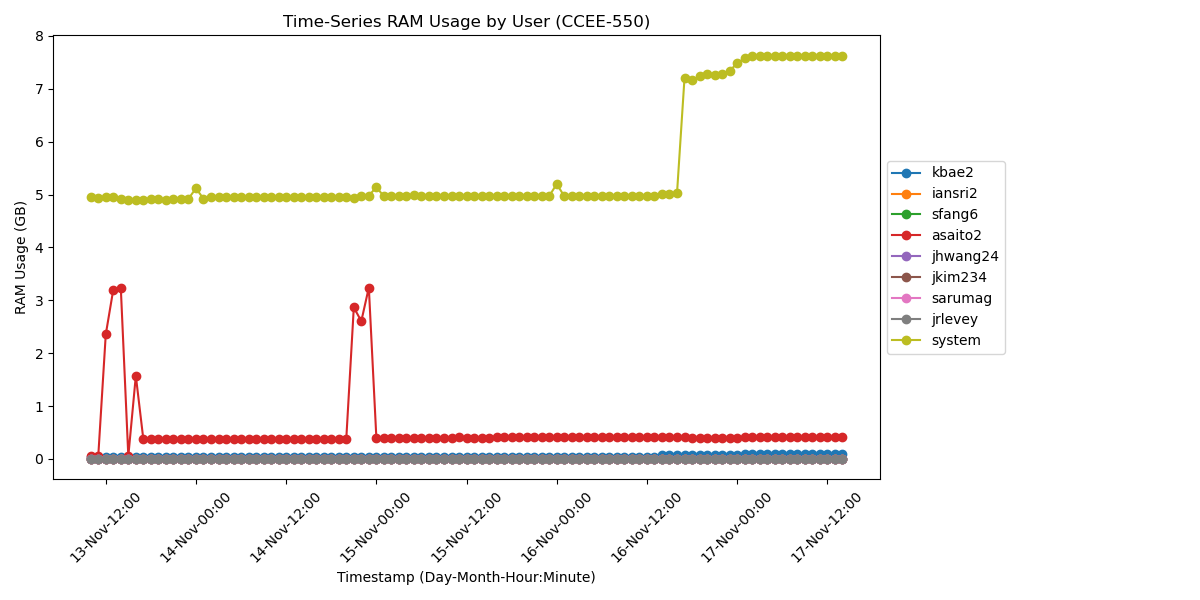 Time-Series RAM Usage by User (CCEE-550)
RAM Usage (GB)
8
7
6
5
4
3
2
1
0
13-Nov-12:00
14-Nov-00:00
14-Nov-12:00
15-Nov-00:00
15-Nov-12:00
16-Nov-00:00
16-Nov-12:00
17-Nov-00:00
17-Nov-12:00
Timestamp (Day-Month-Hour:Minute)
kbae2
iansri2
sfang6
asaito2
jhwang24
jkim234
sarumag
jrlevey
system